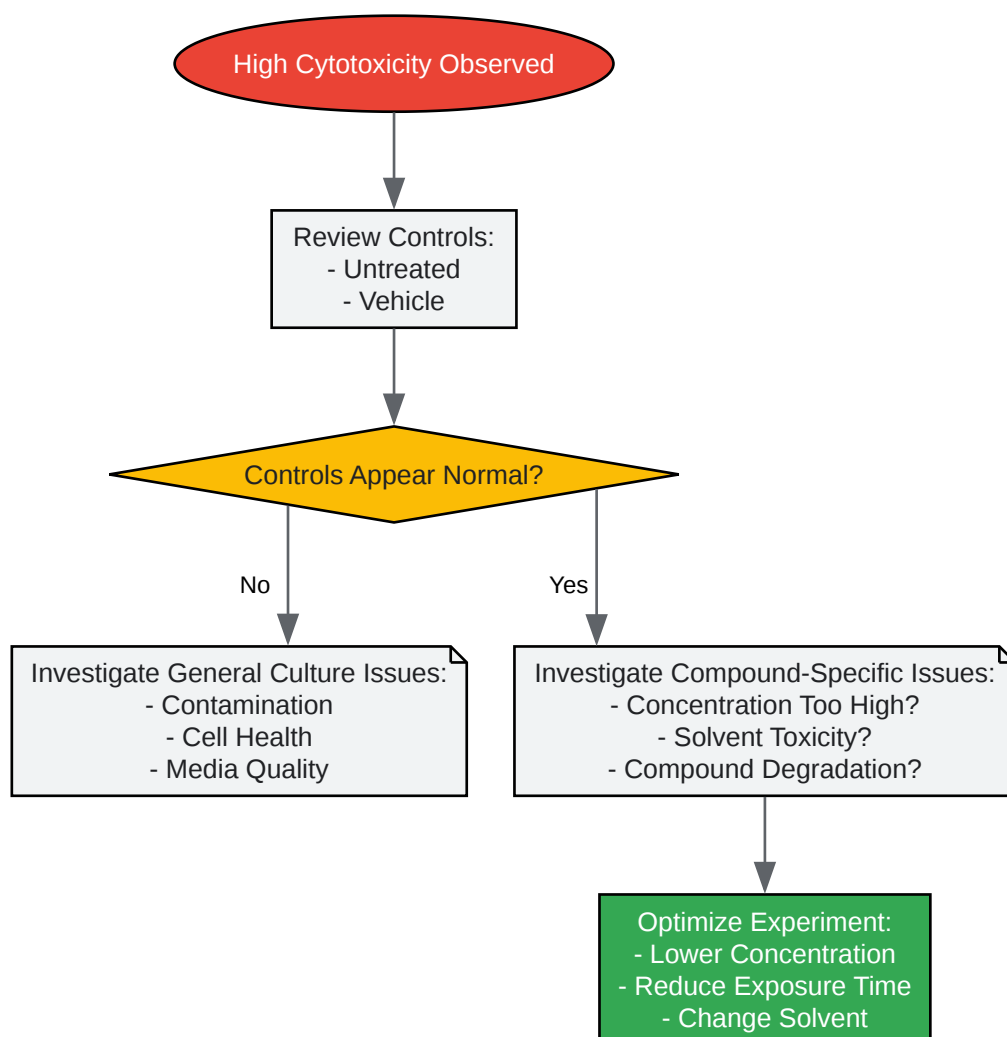 High Cytotoxicity Observed
Review Controls:
- Untreated
- Vehicle
Controls Appear Normal?
No
Yes
Investigate General Culture Issues:
- Contamination
- Cell Health
- Media Quality
Investigate Compound-Specific Issues:
- Concentration Too High?
- Solvent Toxicity?
- Compound Degradation?
Optimize Experiment:
- Lower Concentration
- Reduce Exposure Time
- Change Solvent